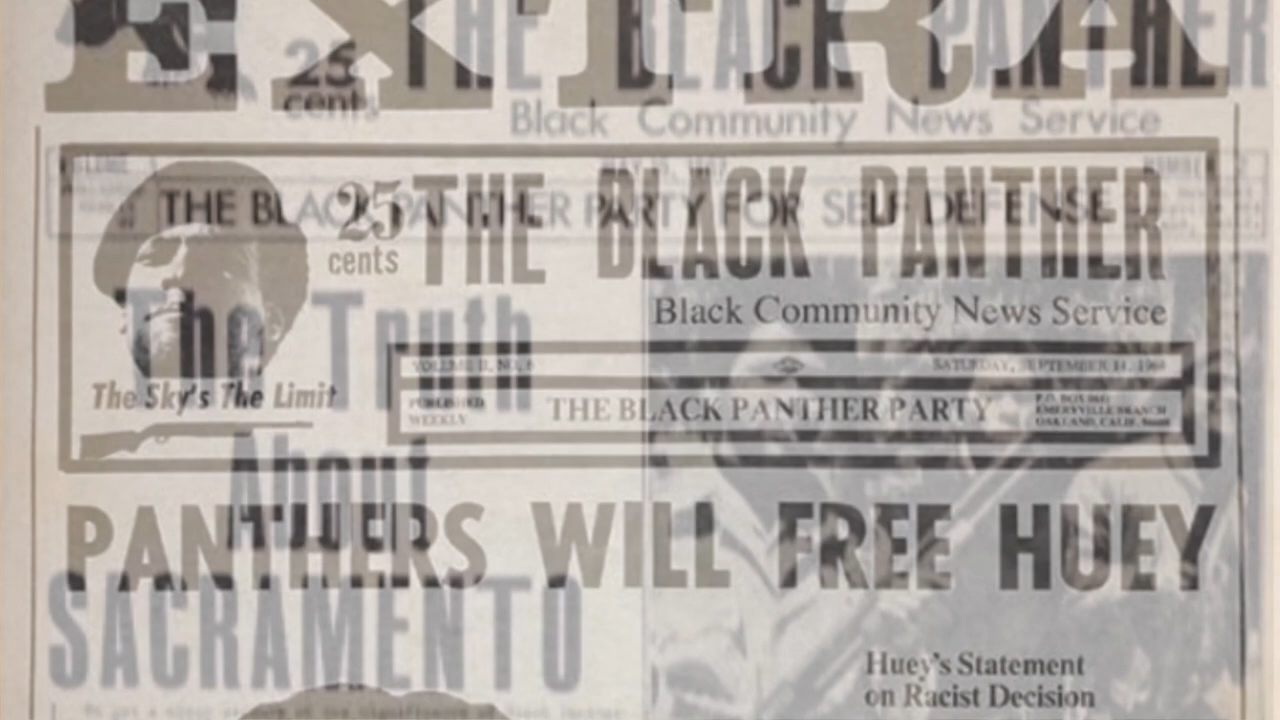 EXTRA
THE BLACK PANTHER
25
cents
Black Community News Service
THE BLACK PANTHER PARTY FOR SELF DEFENSE
25
cents
THE BLACK PANTHER
Black Community News Service
The Truth
The Sky's The Limit
VOLUME II, NO. 6
SATURDAY, SEPTEMBER 14, 1968
PUBLISHED
WEEKLY
THE BLACK PANTHER PARTY
EMERYVILLE BRANCH
OAKLAND, CALIF.
About
PANTHERS WILL FREE HUEY
SACRAMENTO
Huey's Statement
on Racist Decision